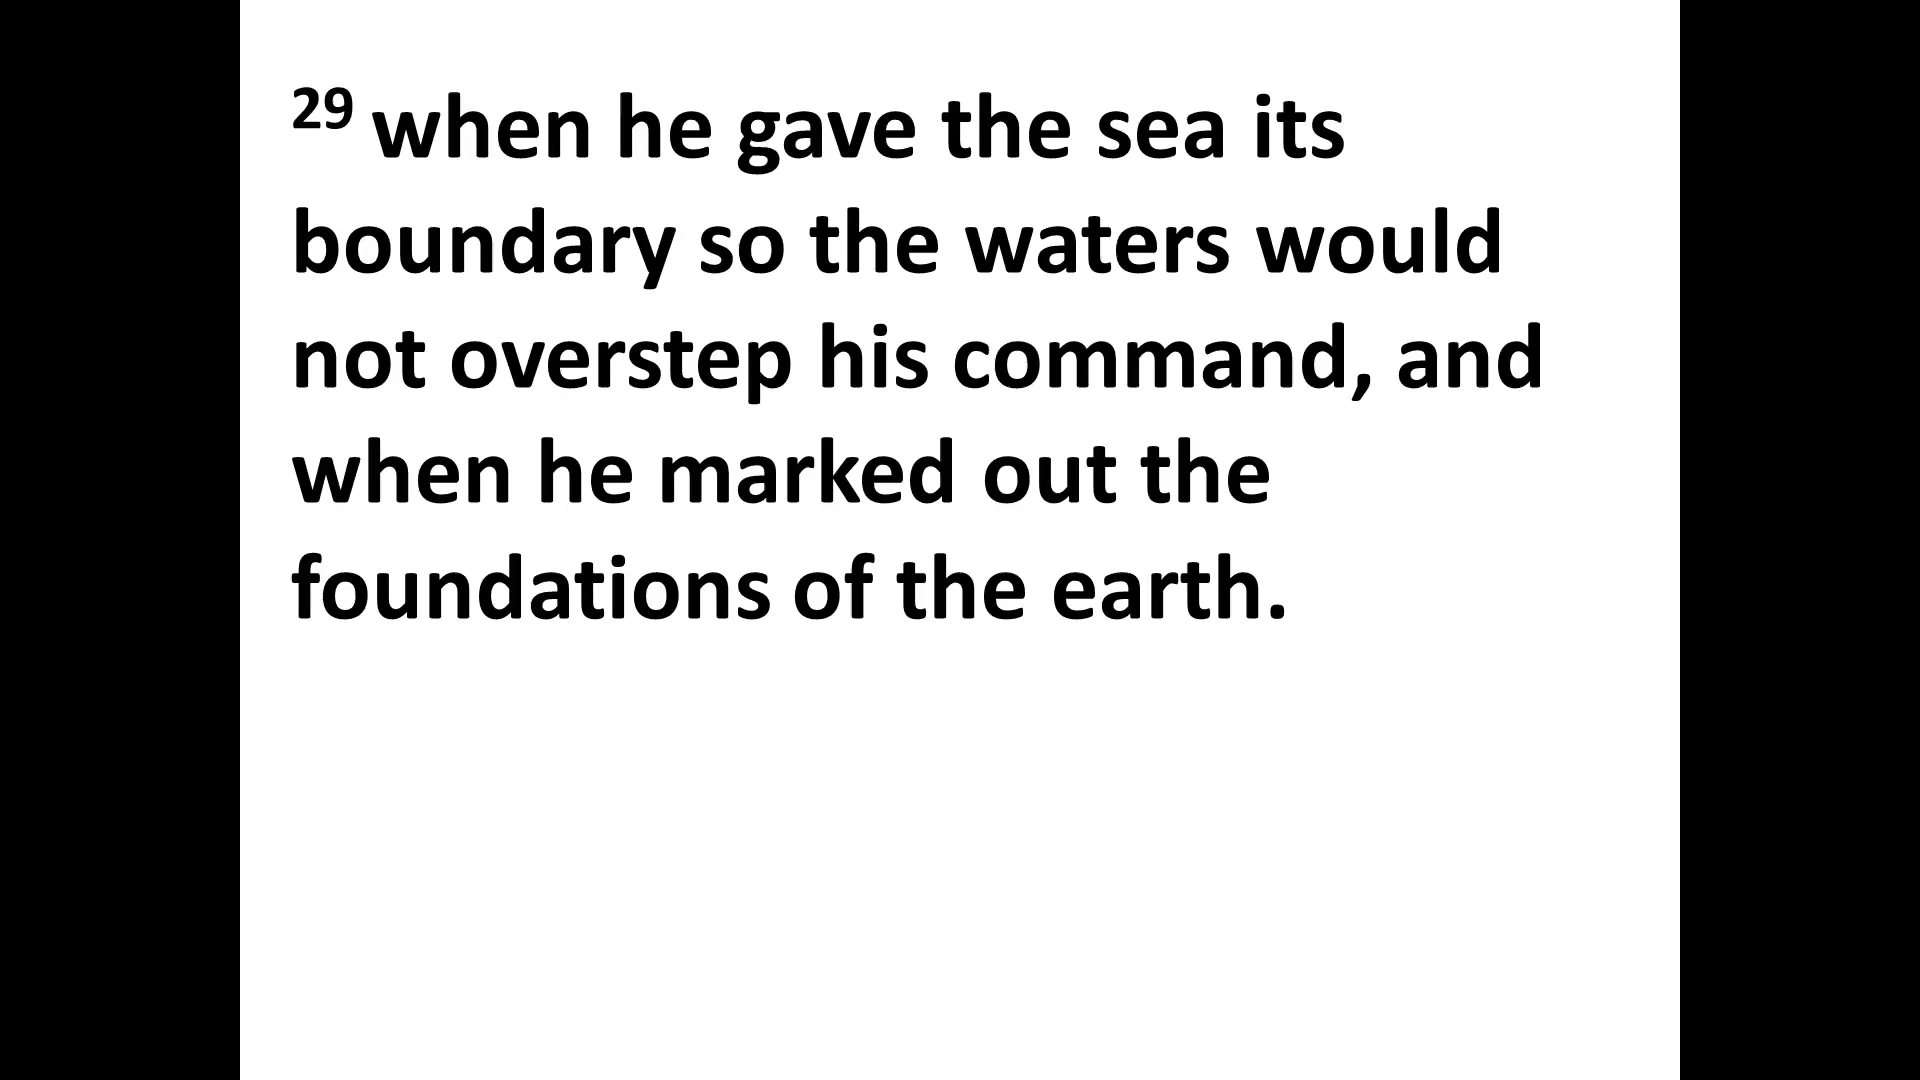 29 when he gave the sea its
boundary so the waters would
not overstep his command, and
when he marked out the
foundations of the earth.